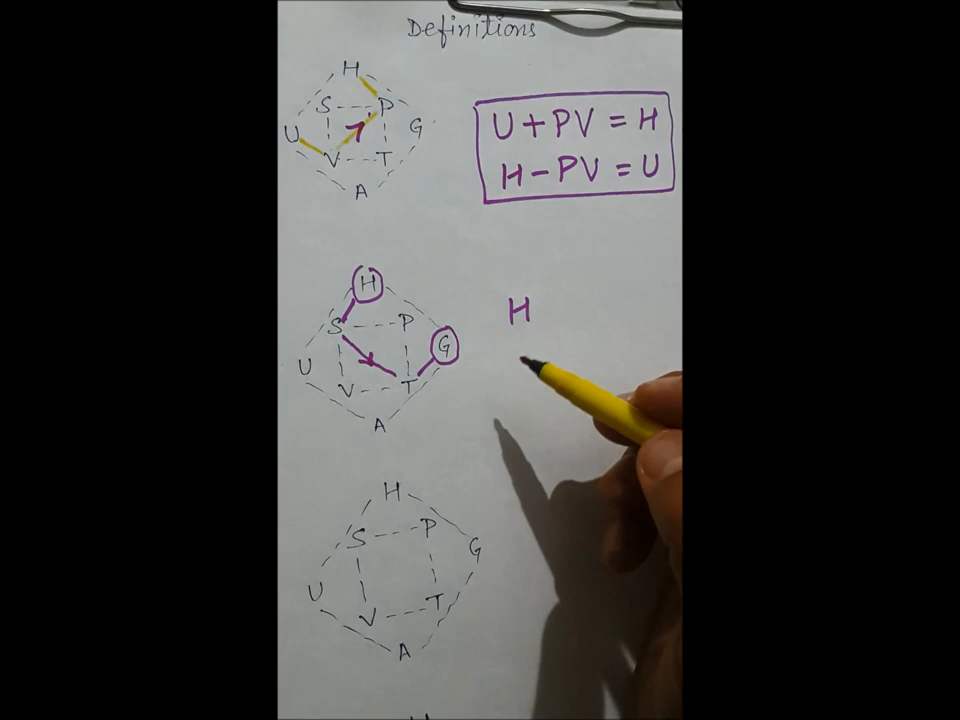 Definitions
H
S P
U G
V T
A
U + PV = H
H - PV = U
H
S P
G
U
V T
A
H
H
S P
G
U
V T
A
H